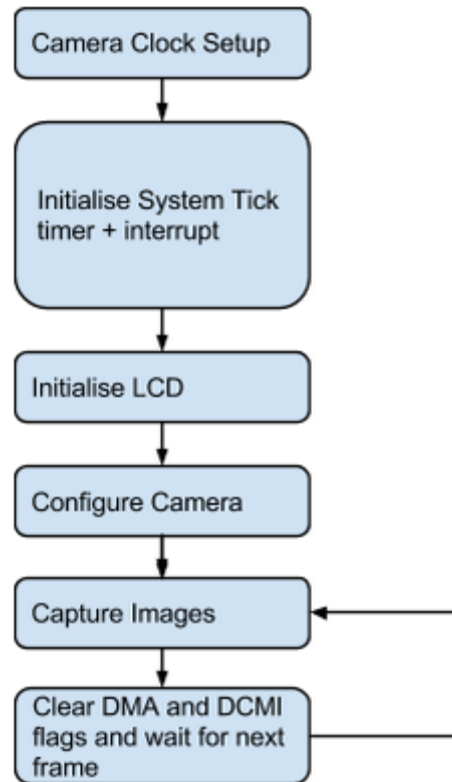 Camera Clock Setup
Initialise System Tick
timer + interrupt
Initialise LCD
Configure Camera
Capture Images
Clear DMA and DCMI
flags and wait for next
frame